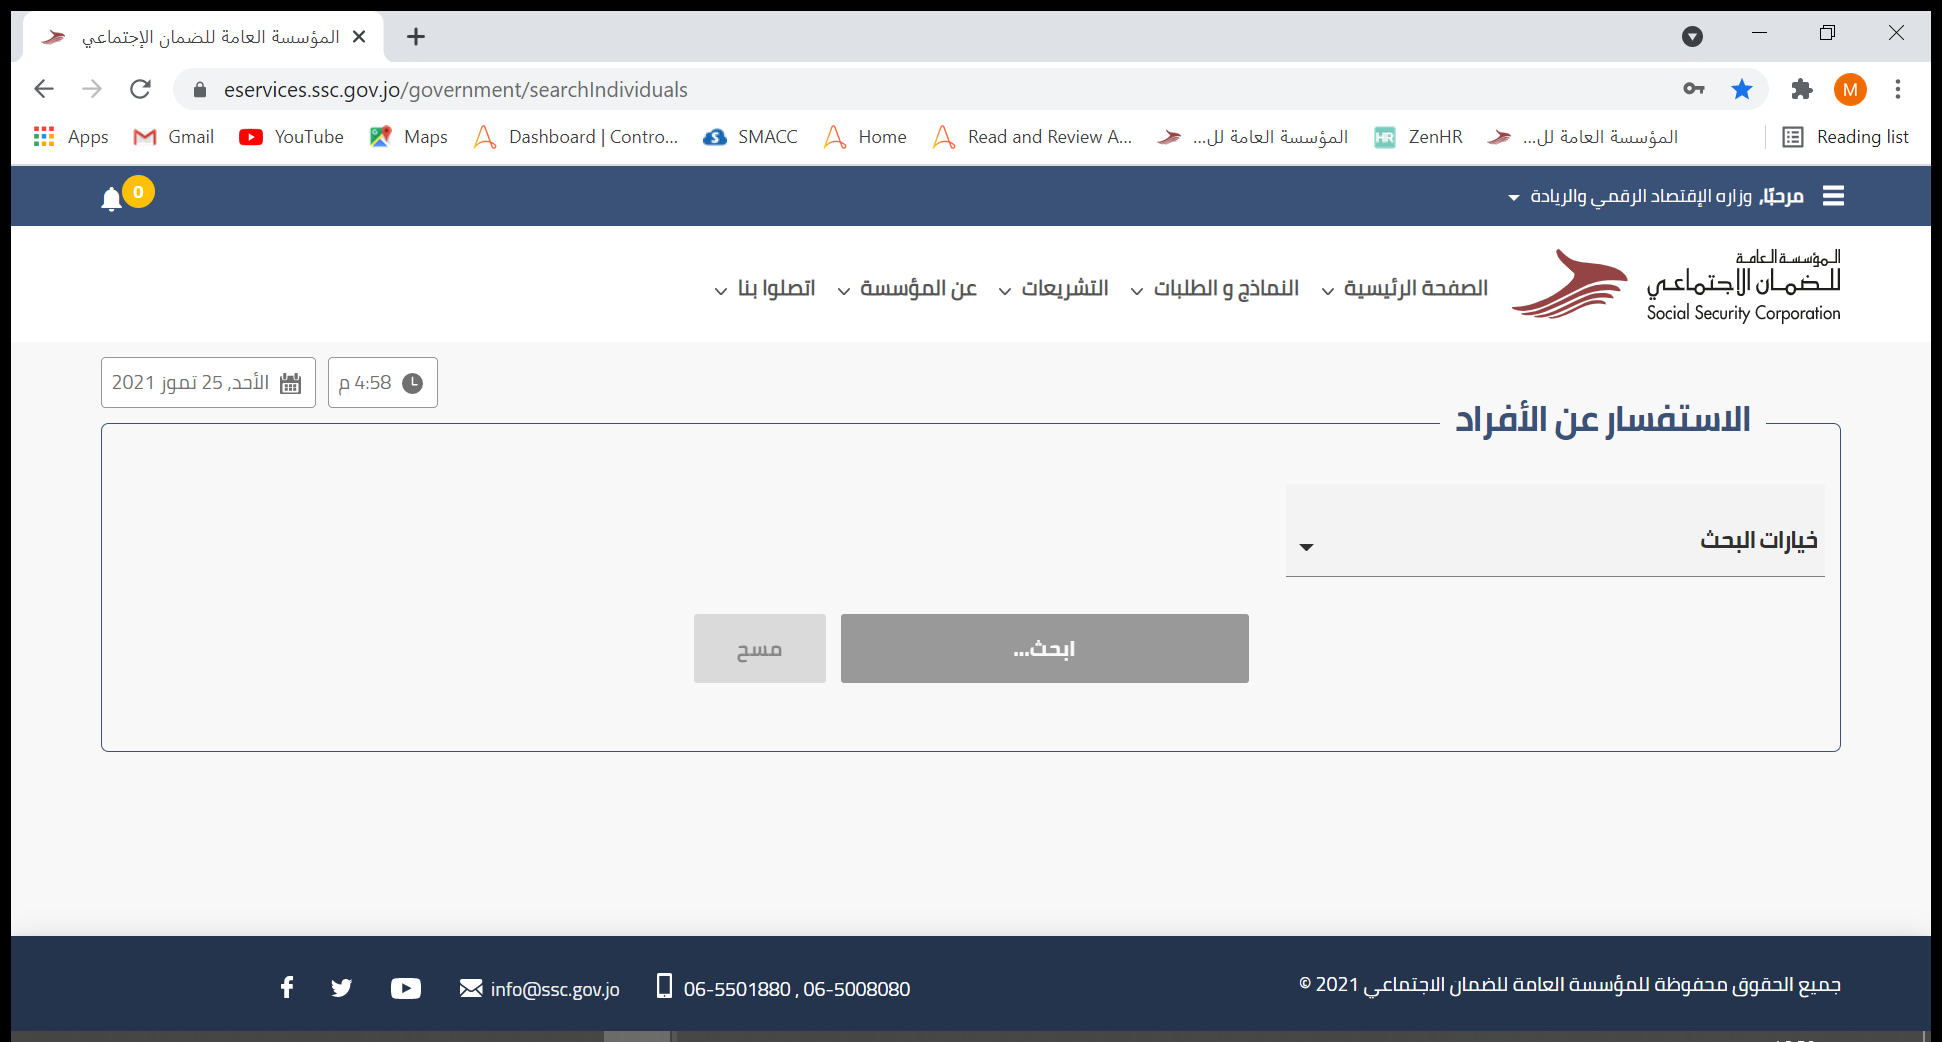 المؤسسة العامة للضمان الإجتماعي
eservices.ssc.gov.jo/government/searchIndividuals
M
Apps
Gmail
YouTube
Maps
Dashboard | Contro...
SMACC
Home
Read and Review A...
المؤسسة العامة لل...
HR
ZenHR
المؤسسة العامة لل...
Reading list
مرحبًا, وزاره الإقتصاد الرقمي والريادة
0
المؤسسة العامة
للضمان الاجتماعي
Social Security Corporation
الصفحة الرئيسية
النماذج و الطلبات
التشريعات
عن المؤسسة
اتصلوا بنا
4:58 م
الأحد, 25 تموز 2021
الاستفسار عن الأفراد
خيارات البحث
ابحث...
مسح
جميع الحقوق محفوظة للمؤسسة العامة للضمان الاجتماعي 2021 ©
06-5501880 , 06-5008080
info@ssc.gov.jo